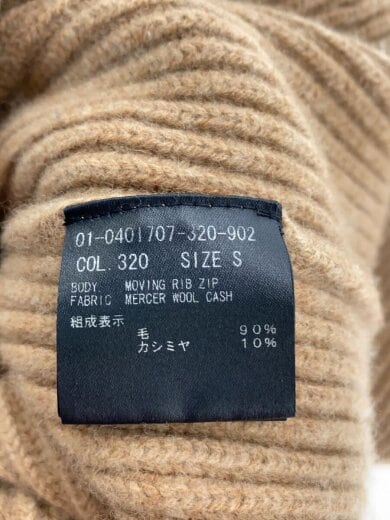 01-0401707-320-902
COL. 320 SIZE S
BODY. MOVING RIB ZIP
FABRIC MERCER WOOL CASH
組成表示
毛 90%
カシミヤ 10%